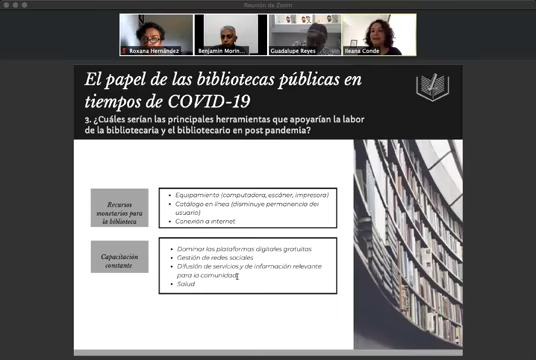 Reunión de Zoom
Roxana Hernández
Benjamin Morin...
Guadalupe Reyes
Ileana Conde
El papel de las bibliotecas públicas en
tiempos de COVID-19
3. ¿Cuáles serían las principales herramientas que apoyarían la labor
de la bibliotecaria y el bibliotecario en post pandemia?
Recursos
monetarios para
la biblioteca
• Equipamiento (computadora, escáner, impresora)
• Catálogo en línea (disminuye permanencia del
usuario)
• Conexión a internet
Capacitación
constante
• Dominar las plataformas digitales gratuitas
• Gestión de redes sociales
• Difusión de servicios y de información relevante
para la comunidad
• Salud